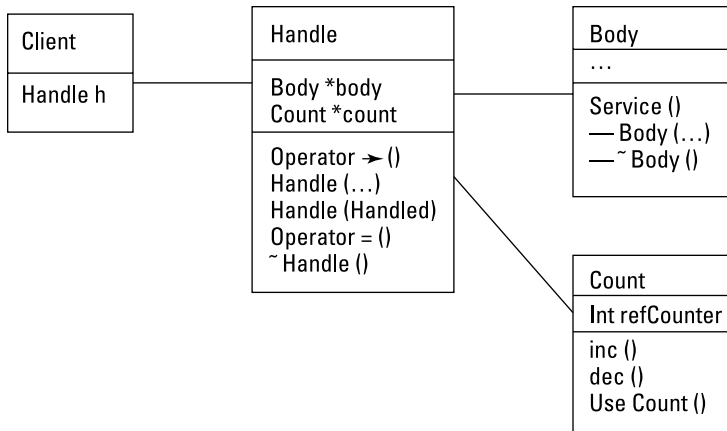 Client
Handle h
Handle
Body *body
Count *count
Operator → ()
Handle (…)
Handle (Handled)
Operator = ()
~ Handle ()
Body
…
Service ()
— Body (…)
— ~ Body ()
Count
Int refCounter
inc ()
dec ()
Use Count ()